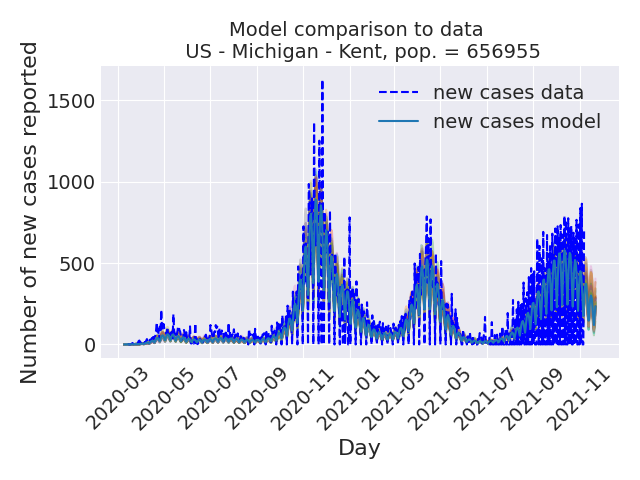 Model comparison to data
US - Michigan - Kent, pop. = 656955
Number of new cases reported
1500
1000
500
0
new cases data
new cases model
2020-03
2020-05
2020-07
2020-09
2020-11
2021-01
2021-03
2021-05
2021-07
2021-09
2021-11
Day